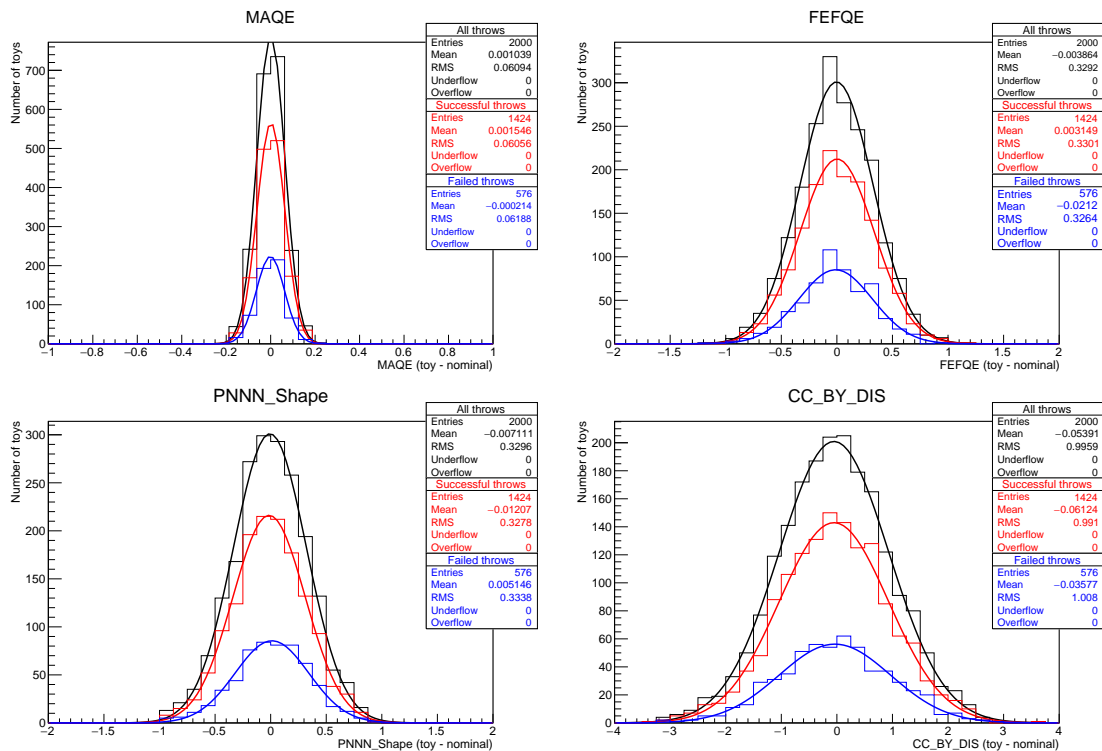 MAQE
All throws
Entries 2000
Mean 0.001039
RMS 0.06094
Underflow 0
Overflow 0
Successful throws
Entries 1424
Mean 0.001546
RMS 0.06056
Underflow 0
Overflow 0
Failed throws
Entries 576
Mean −0.000214
RMS 0.06188
Underflow 0
Overflow 0
Number of toys
700
600
500
400
300
200
100
0
−1 −0.8 −0.6 −0.4 −0.2 0 0.2 0.4 0.6 0.8 1
MAQE (toy - nominal)
FEFQE
All throws
Entries 2000
Mean −0.003864
RMS 0.3292
Underflow 0
Overflow 0
Successful throws
Entries 1424
Mean 0.003149
RMS 0.3301
Underflow 0
Overflow 0
Failed throws
Entries 576
Mean −0.0212
RMS 0.3264
Underflow 0
Overflow 0
Number of toys
300
250
200
150
100
50
0
−2 −1.5 −1 −0.5 0 0.5 1 1.5 2
FEFQE (toy - nominal)
PNNN_Shape
All throws
Entries 2000
Mean −0.007111
RMS 0.3296
Underflow 0
Overflow 0
Successful throws
Entries 1424
Mean −0.01207
RMS 0.3278
Underflow 0
Overflow 0
Failed throws
Entries 576
Mean 0.005146
RMS 0.3338
Underflow 0
Overflow 0
Number of toys
300
250
200
150
100
50
0
−2 −1.5 −1 −0.5 0 0.5 1 1.5 2
PNNN_Shape (toy - nominal)
CC_BY_DIS
All throws
Entries 2000
Mean −0.05391
RMS 0.9959
Underflow 0
Overflow 0
Successful throws
Entries 1424
Mean −0.06124
RMS 0.991
Underflow 0
Overflow 0
Failed throws
Entries 576
Mean −0.03577
RMS 1.008
Underflow 0
Overflow 0
Number of toys
200
180
160
140
120
100
80
60
40
20
0
−4 −3 −2 −1 0 1 2 3 4
CC_BY_DIS (toy - nominal)